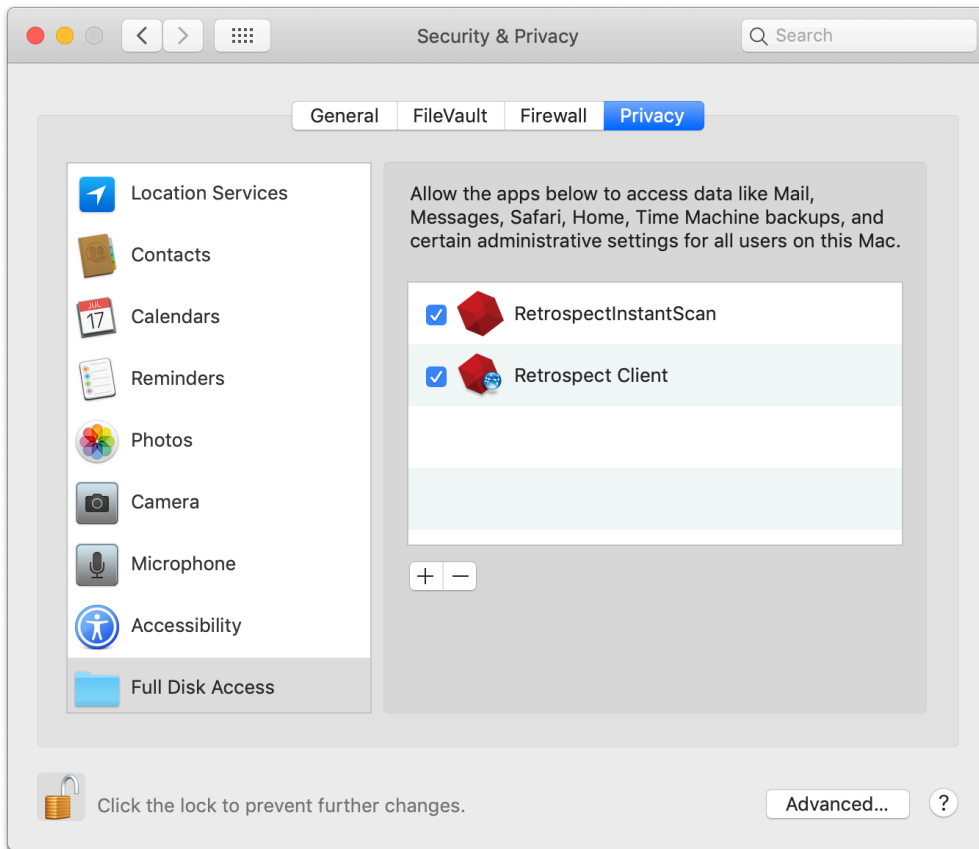 Security & Privacy
Search
General
FileVault
Firewall
Privacy
Location Services
Contacts
JUL
17
Calendars
Reminders
Photos
Camera
Microphone
Accessibility
Full Disk Access
Allow the apps below to access data like Mail,
Messages, Safari, Home, Time Machine backups, and
certain administrative settings for all users on this Mac.
RetrospectInstantScan
Retrospect Client
+ −
Click the lock to prevent further changes.
Advanced...
?